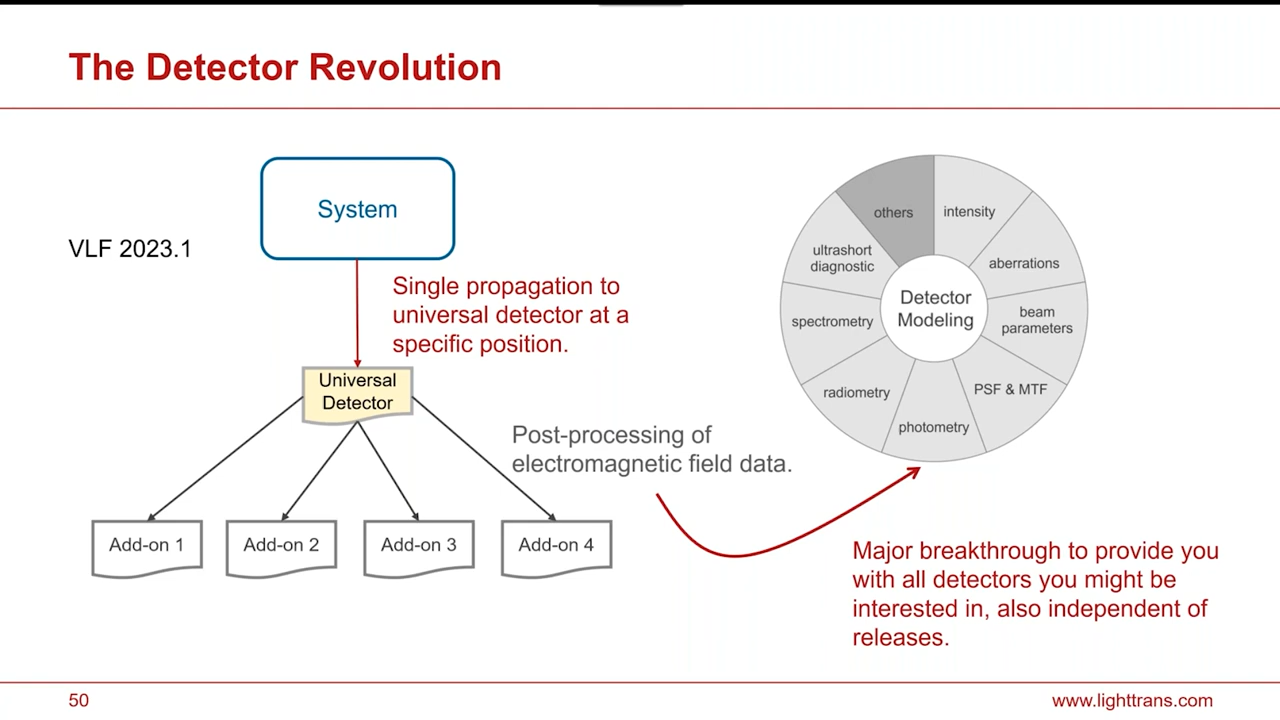 The Detector Revolution
System
VLF 2023.1
Single propagation to
universal detector at a
specific position.
Universal
Detector
Post-processing of
electromagnetic field data.
Add-on 1
Add-on 2
Add-on 3
Add-on 4
others
intensity
ultrashort
diagnostic
aberrations
Detector
Modeling
spectrometry
beam
parameters
radiometry
PSF & MTF
photometry
Major breakthrough to provide you
with all detectors you might be
interested in, also independent of
releases.
50
www.lighttrans.com